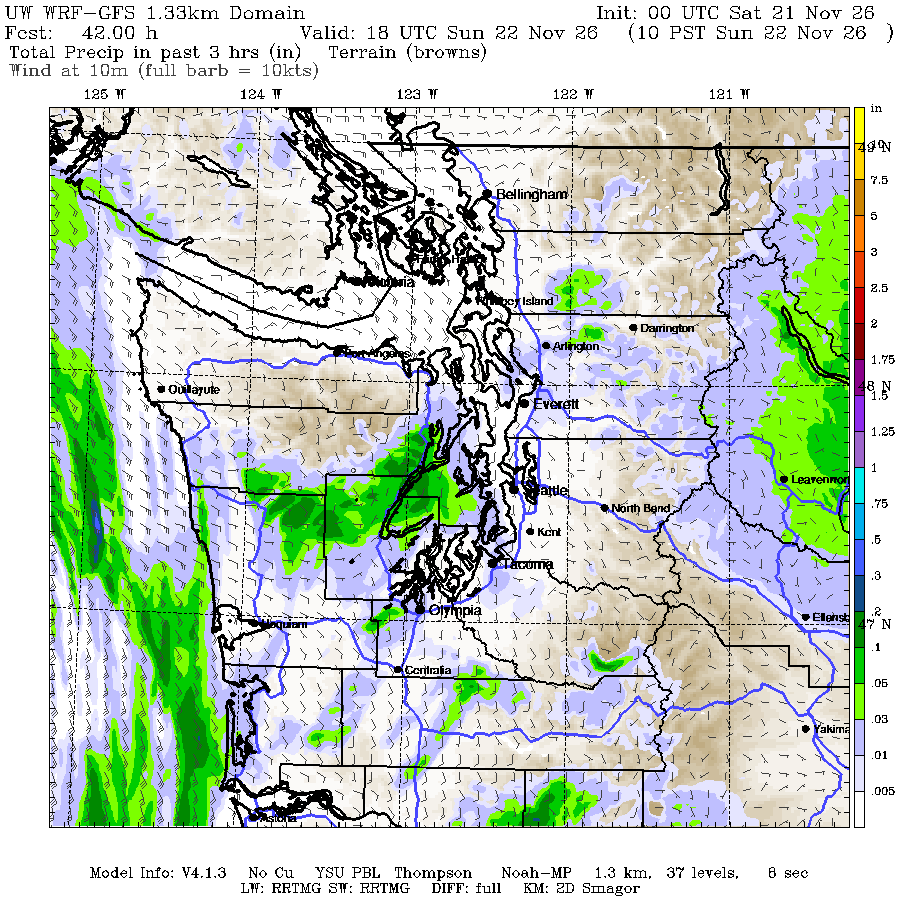 UW WRF-GFS 1.33km Domain Init: 00 UTC Sat 21 Nov 26
Fcst: 42.00 h Valid: 18 UTC Sun 22 Nov 26 (10 PST Sun 22 Nov 26 )
Total Precip in past 3 hrs (in) Terrain (browns)
Wind at 10m (full barb = 10kts)
125 W 124 W 123 W 122 W 121 W
in
49 N
7.5
5
3
2.5
2
1.75
48 N
1.5
1.25
1
.75
.5
.3
.2
47 N
.1
.05
.03
.01
.005
Bellingham
Victoria
Whidbey Island
Darrington
Arlington
Port Angeles
Quillayute
Everett
Leavenwor
Seattle
North Bend
Kent
Tacoma
Olympia
Hoquiam
Ellensb
Centralia
Yakima
Astoria
Model Info: V4.1.3 No Cu YSU PBL Thompson Noah-MP 1.3 km, 37 levels, 8 sec
LW: RRTMG SW: RRTMG DIFF: full KM: 2D Smagor